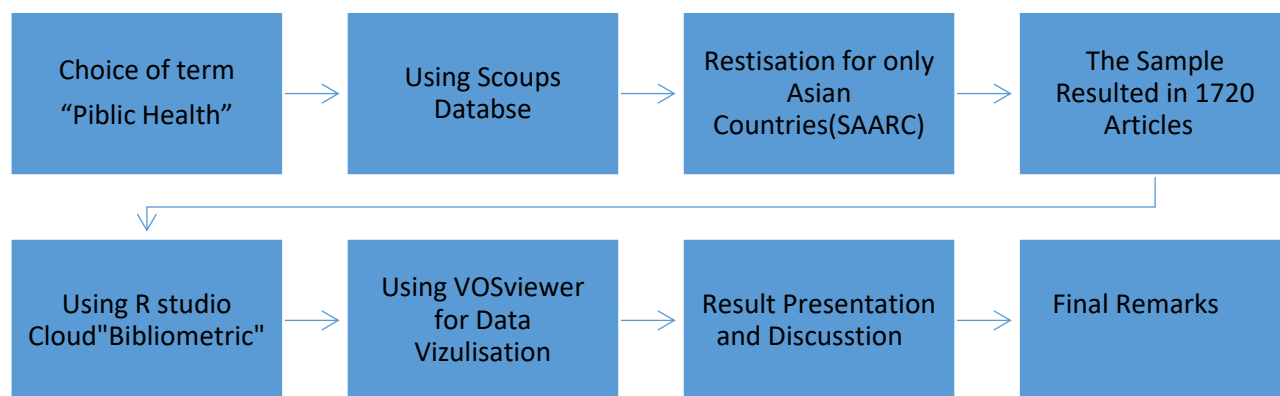 Choice of term
“Piblic Health”
Using Scoups
Databse
Restisation for only
Asian
Countries(SAARC)
The Sample
Resulted in 1720
Articles
Using R studio
Cloud"Bibliometric"
Using VOSviewer
for Data
Vizulisation
Result Presentation
and Discusstion
Final Remarks